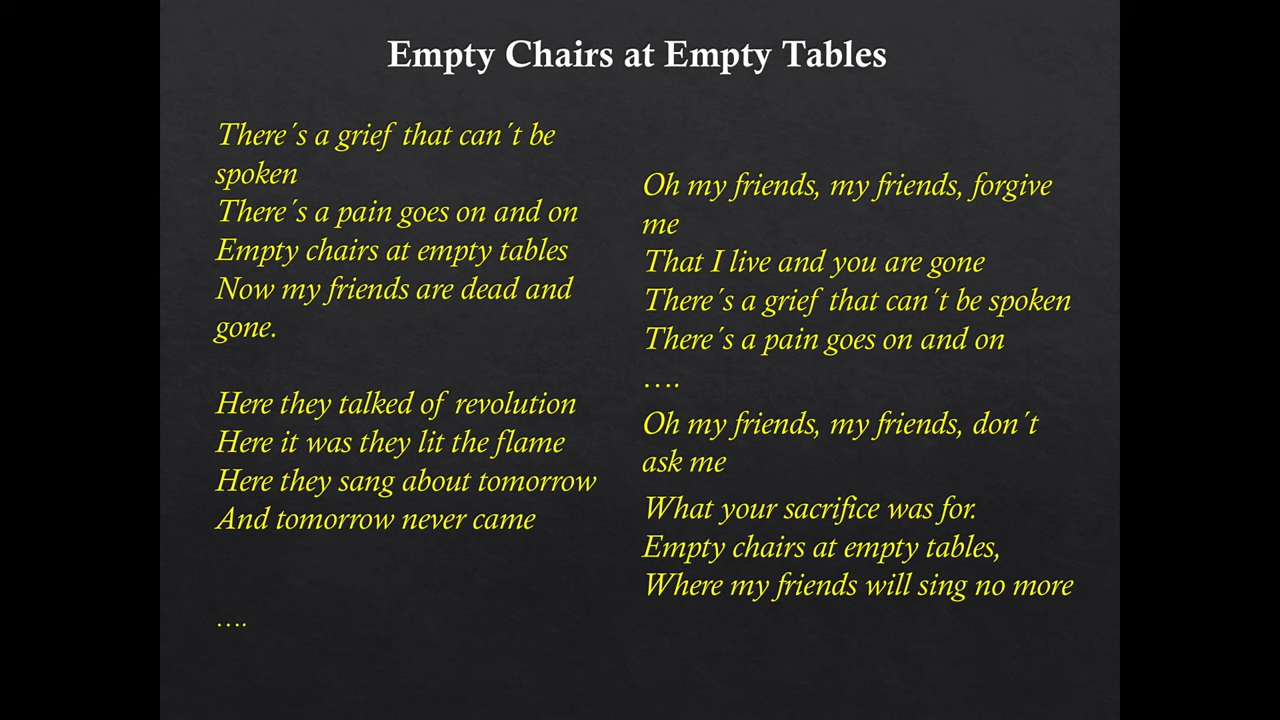 Empty Chairs at Empty Tables
There´s a grief that can´t be
spoken
There´s a pain goes on and on
Empty chairs at empty tables
Now my friends are dead and
gone.
Here they talked of revolution
Here it was they lit the flame
Here they sang about tomorrow
And tomorrow never came
….
Oh my friends, my friends, forgive
me
That I live and you are gone
There´s a grief that can´t be spoken
There´s a pain goes on and on
….
Oh my friends, my friends, don´t
ask me
What your sacrifice was for.
Empty chairs at empty tables,
Where my friends will sing no more